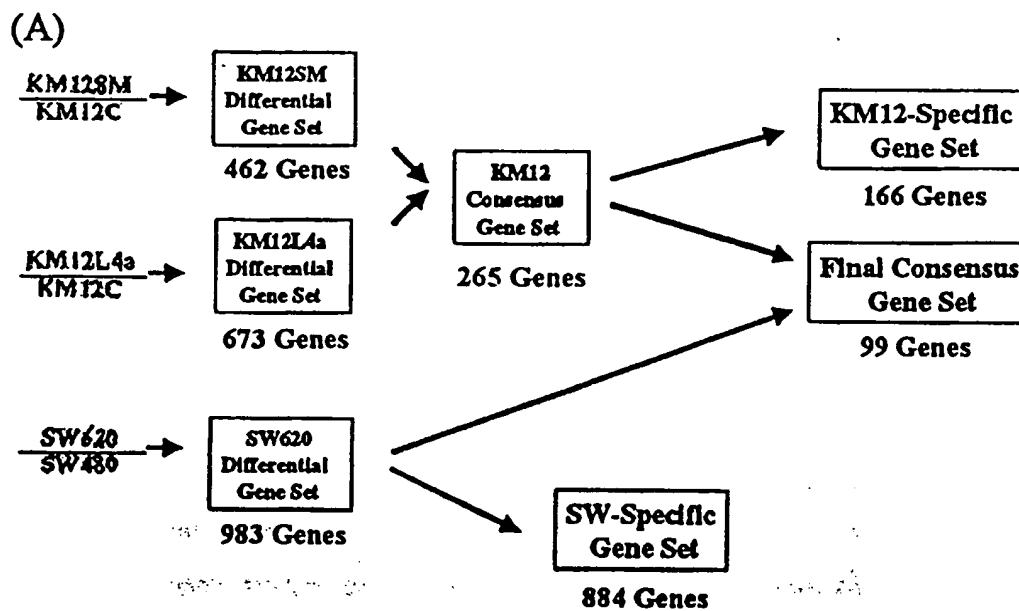 (A)
KM12SM
KM12C
KM12SM
Differential
Gene Set
462 Genes
KM12L4a
KM12C
KM12L4a
Differential
Gene Set
673 Genes
SW620
SW480
SW620
Differential
Gene Set
983 Genes
KM12
Consensus
Gene Set
265 Genes
KM12-Specific
Gene Set
166 Genes
Final Consensus
Gene Set
99 Genes
SW-Specific
Gene Set
884 Genes